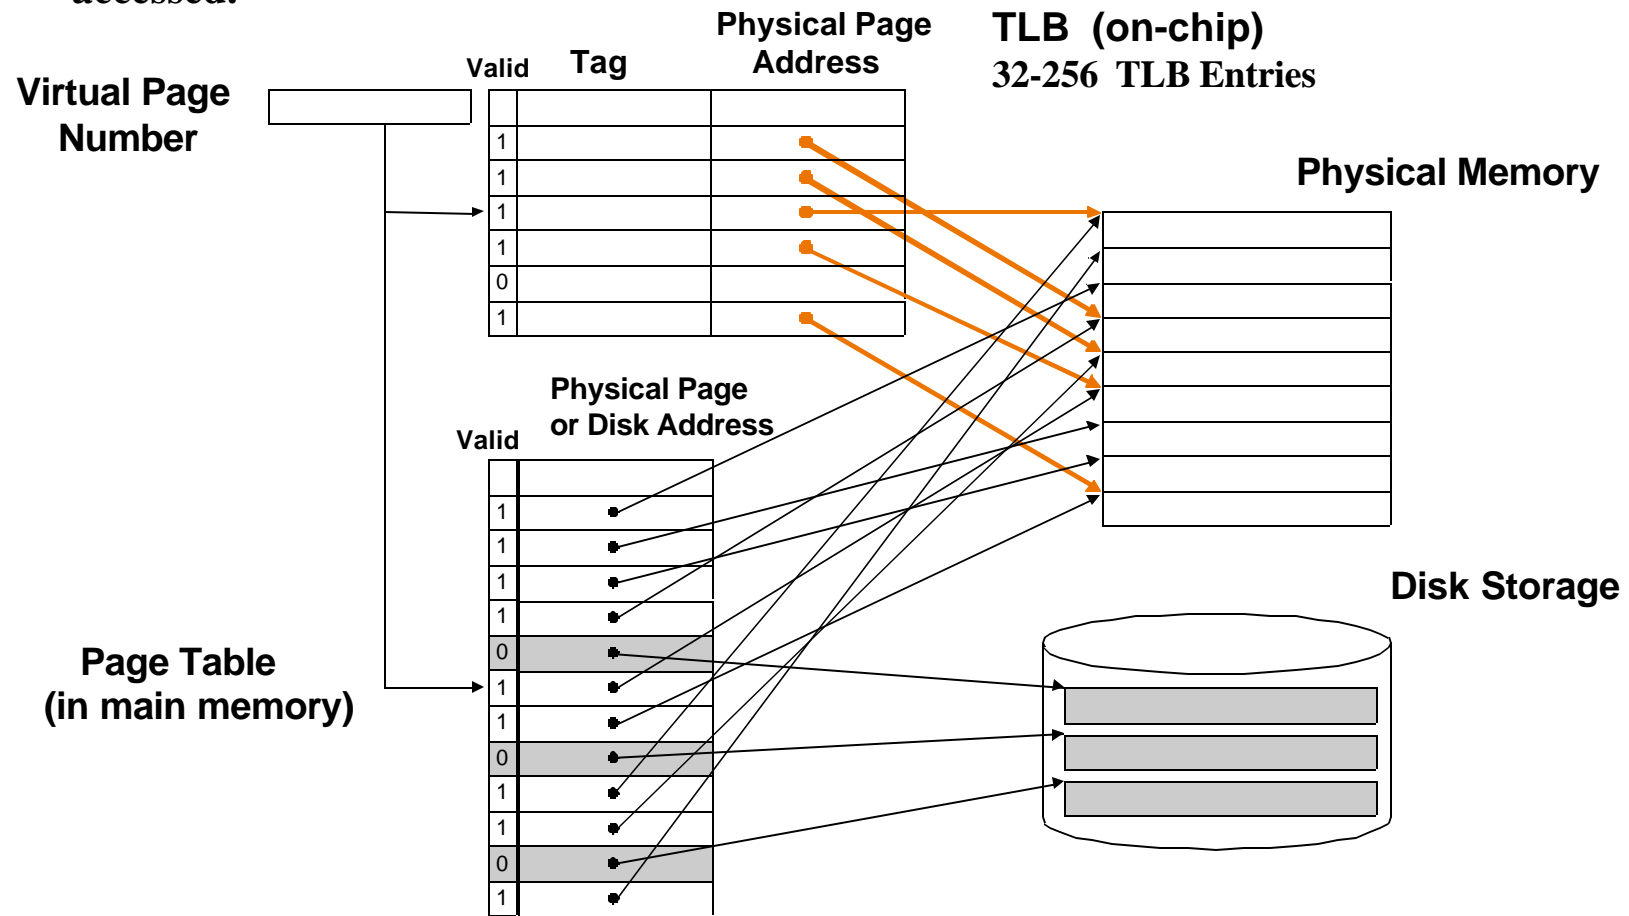 accessed.
Physical Page
Address
TLB (on-chip)
32-256 TLB Entries
Valid
Tag
Virtual Page
Number
1
1
1
1
0
1
Physical Memory
Physical Page
or Disk Address
Valid
1
1
1
1
0
1
1
0
1
1
0
1
Page Table
(in main memory)
Disk Storage